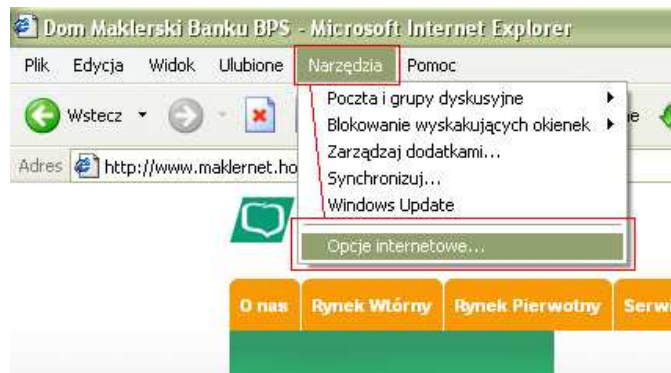 Dom Maklerski Banku BPS - Microsoft Internet Explorer
Plik Edycja Widok Ulubione Narzędzia Pomoc
Wstecz
Poczta i grupy dyskusyjne
Blokowanie wyskakujących okienek
Zarządzaj dodatkami...
Synchronizuj...
Windows Update
Opcje internetowe...
Adres http://www.maklernet.ho
O nas Rynek Wtórny Rynek Pierwotny Serwi